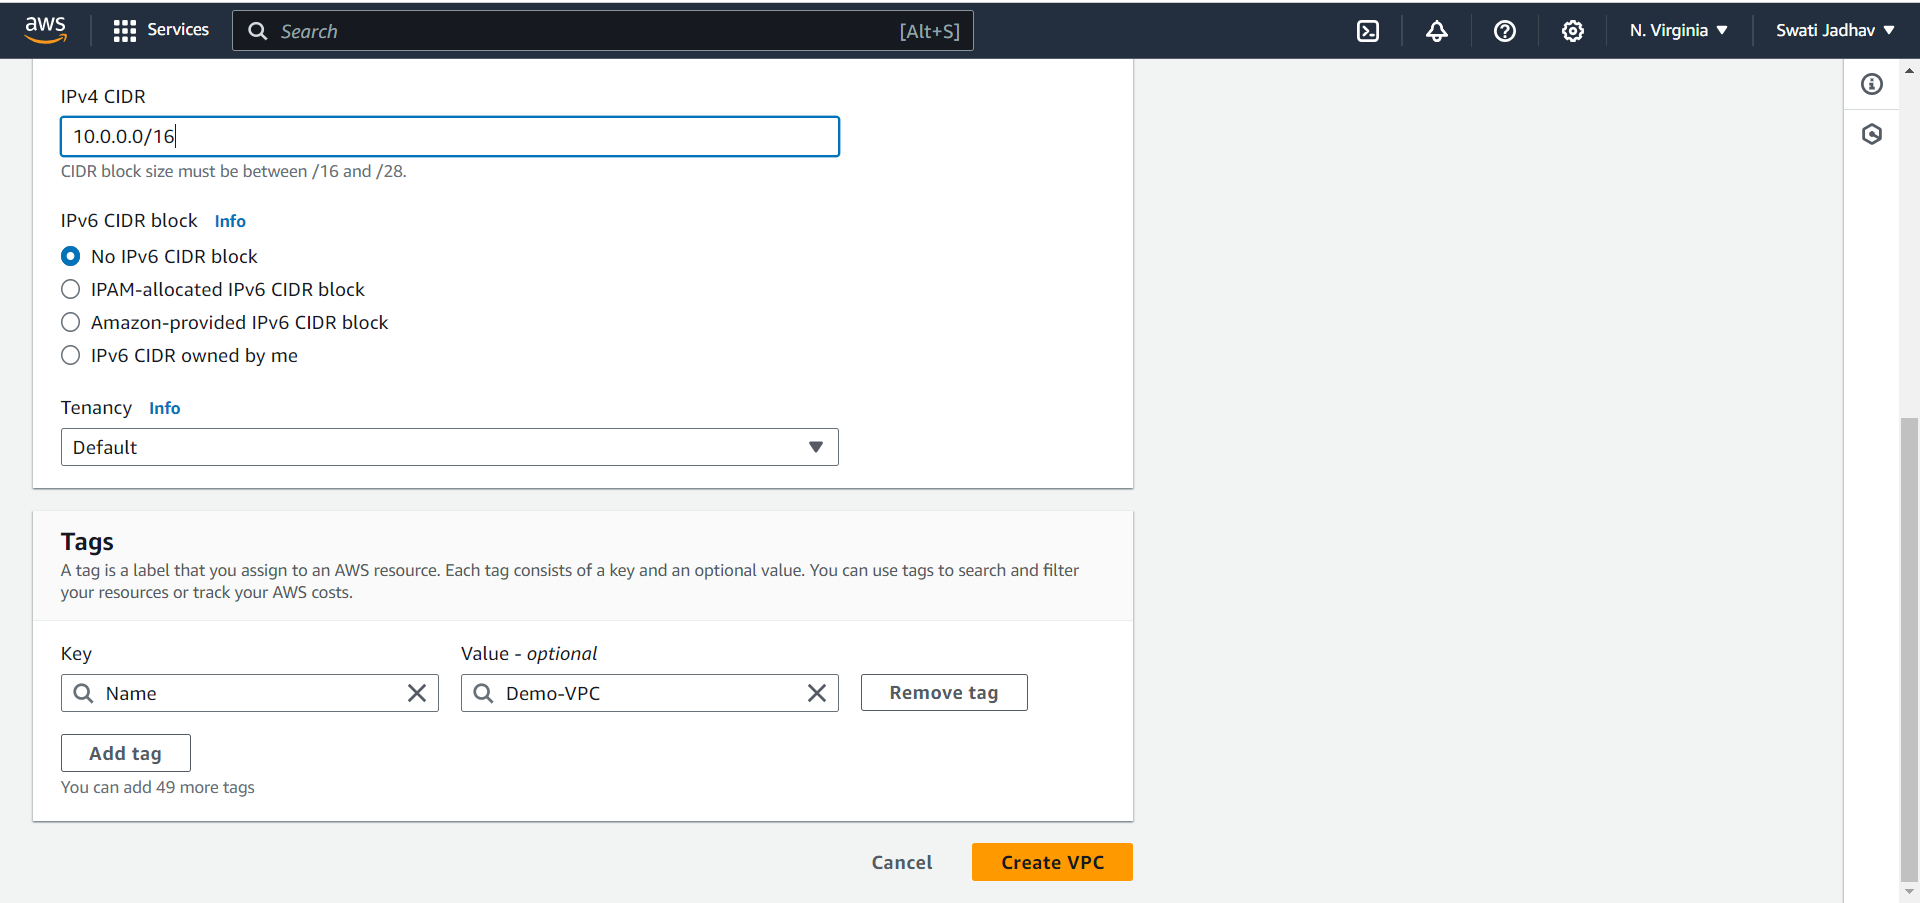 aws Services Search [Alt+S] N. Virginia Swati Jadhav
IPv4 CIDR
10.0.0.0/16
CIDR block size must be between /16 and /28.
IPv6 CIDR block Info
No IPv6 CIDR block
IPAM-allocated IPv6 CIDR block
Amazon-provided IPv6 CIDR block
IPv6 CIDR owned by me
Tenancy Info
Default
Tags
A tag is a label that you assign to an AWS resource. Each tag consists of a key and an optional value. You can use tags to search and filter
your resources or track your AWS costs.
Key Value - optional
Name Demo-VPC Remove tag
Add tag
You can add 49 more tags
Cancel Create VPC